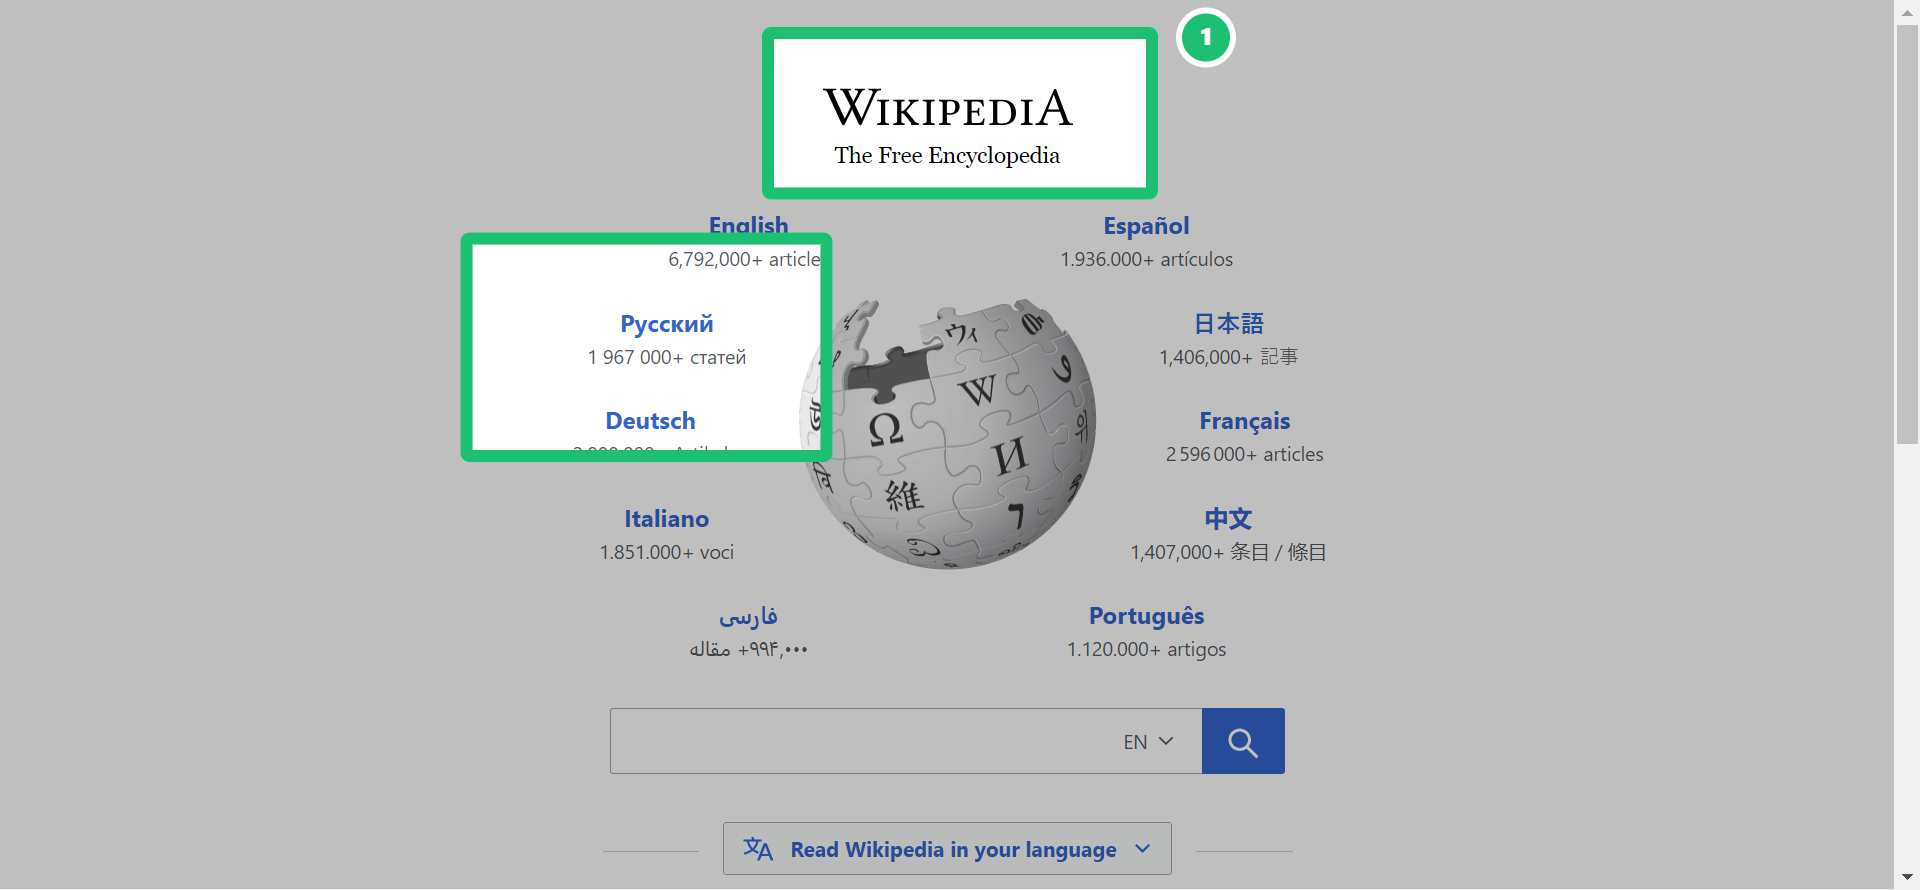 1
WIKIPEDIA
The Free Encyclopedia
English
6,792,000+ article
Español
1.936.000+ artículos
Русский
1 967 000+ статей
日本語
1,406,000+ 記事
Deutsch
Français
2 596 000+ articles
Ω
W
И
維
ウィ
Italiano
1.851.000+ voci
中文
1,407,000+ 条目 / 條目
فارسی
۹۹۴٬۰۰۰+ مقاله
Português
1.120.000+ artigos
EN
Read Wikipedia in your language